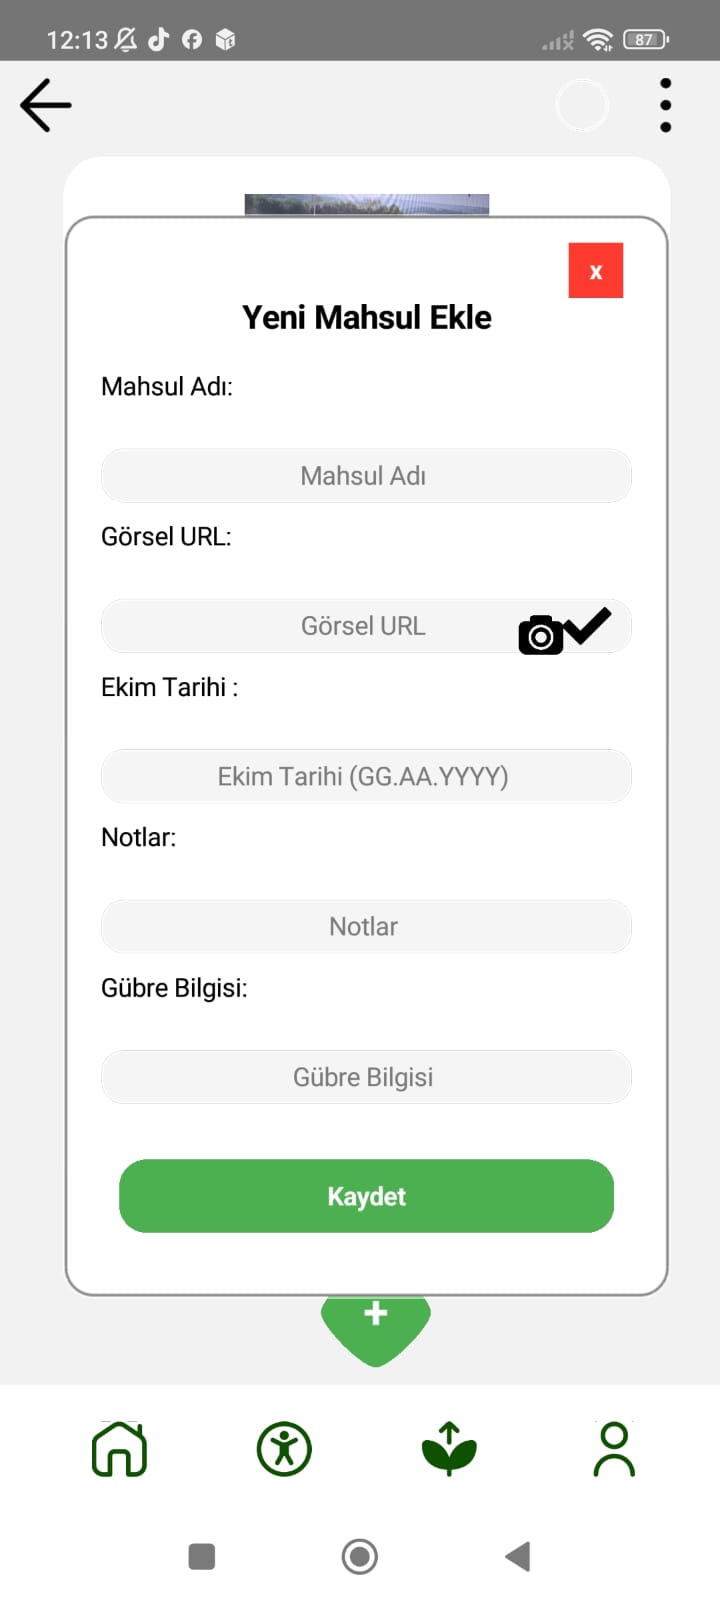 12:13
87
x
Yeni Mahsul Ekle
Mahsul Adı:
Mahsul Adı
Görsel URL:
Görsel URL
Ekim Tarihi :
Ekim Tarihi (GG.AA.YYYY)
Notlar:
Notlar
Gübre Bilgisi:
Gübre Bilgisi
Kaydet
+